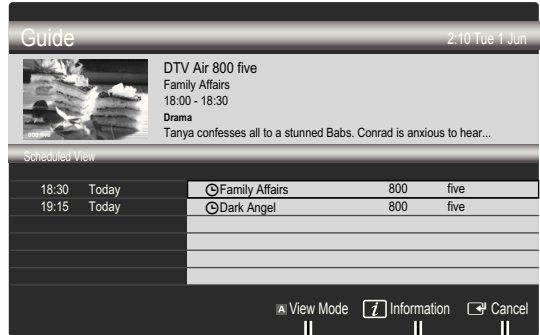 Guide 2:10 Tue 1 Jun
DTV Air 800 five
Family Affairs
18:00 - 18:30
Drama
Tanya confesses all to a stunned Babs. Conrad is anxious to hear...
800 five
Scheduled View
18:30 Today Family Affairs 800 five
19:15 Today Dark Angel 800 five
A View Mode i Information Cancel